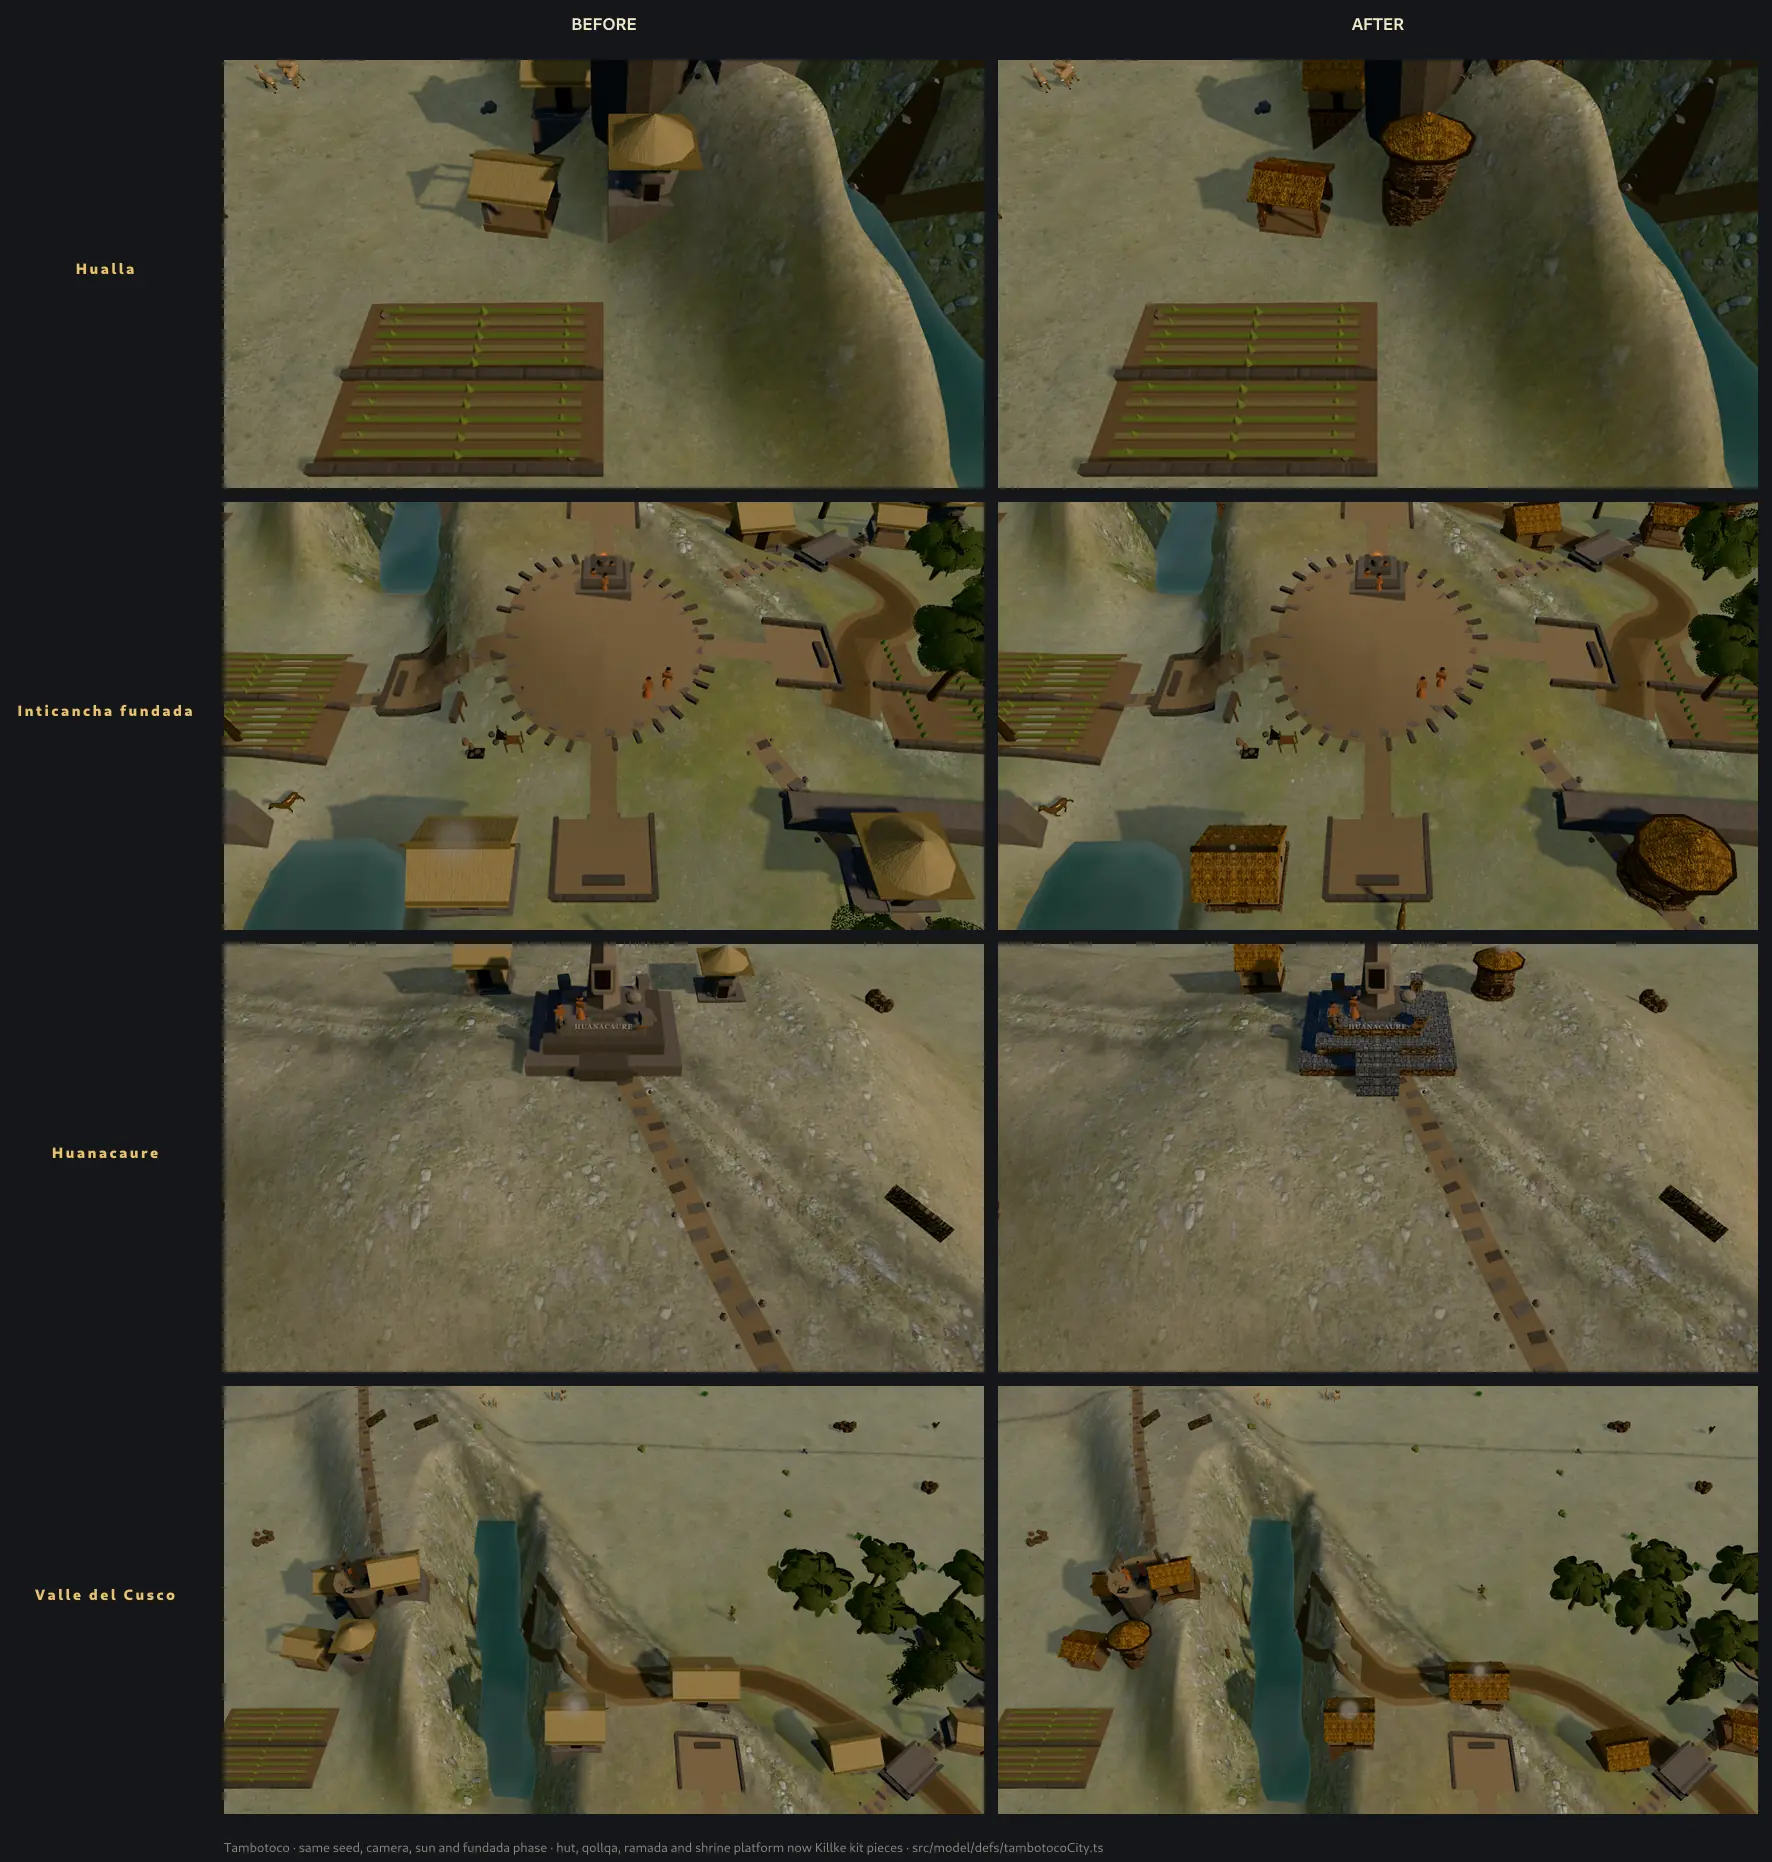 BEFORE
AFTER
Hualla
Inticancha fundada
HUANACAURE
HUANACAURE
Huanacaure
Valle del Cusco
Tambotoco · same seed, camera, sun and fundada phase · hut, qollqa, ramada and shrine platform now Killke kit pieces · src/model/defs/tambotocoCity.ts